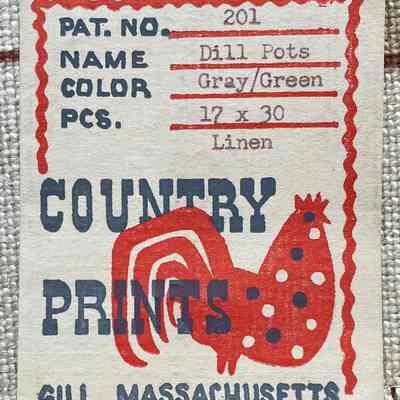 PAT. NO. 201
NAME Dill Pots
COLOR Gray/Green
PCS. 17 x 30
Linen
COUNTRY
PRINTS
GILL, MASSACHUSETTS